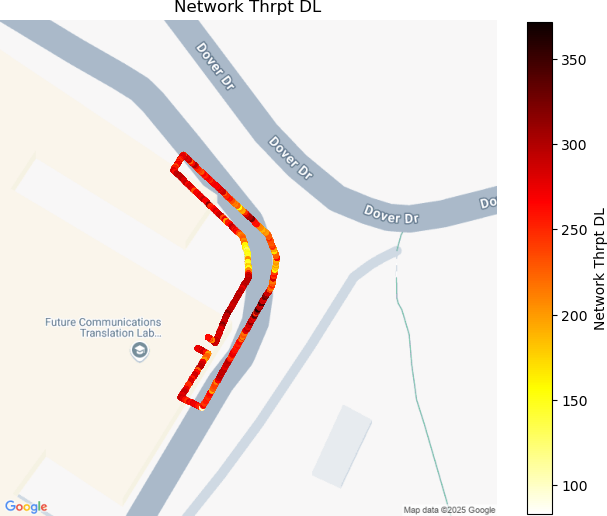 Network Thrpt DL
Dover Dr
Dover Dr
Dover Dr
Do
Future Communications
Translation Lab...
Google
Map data ©2025 Google
350
300
250
200
150
100
Network Thrpt DL